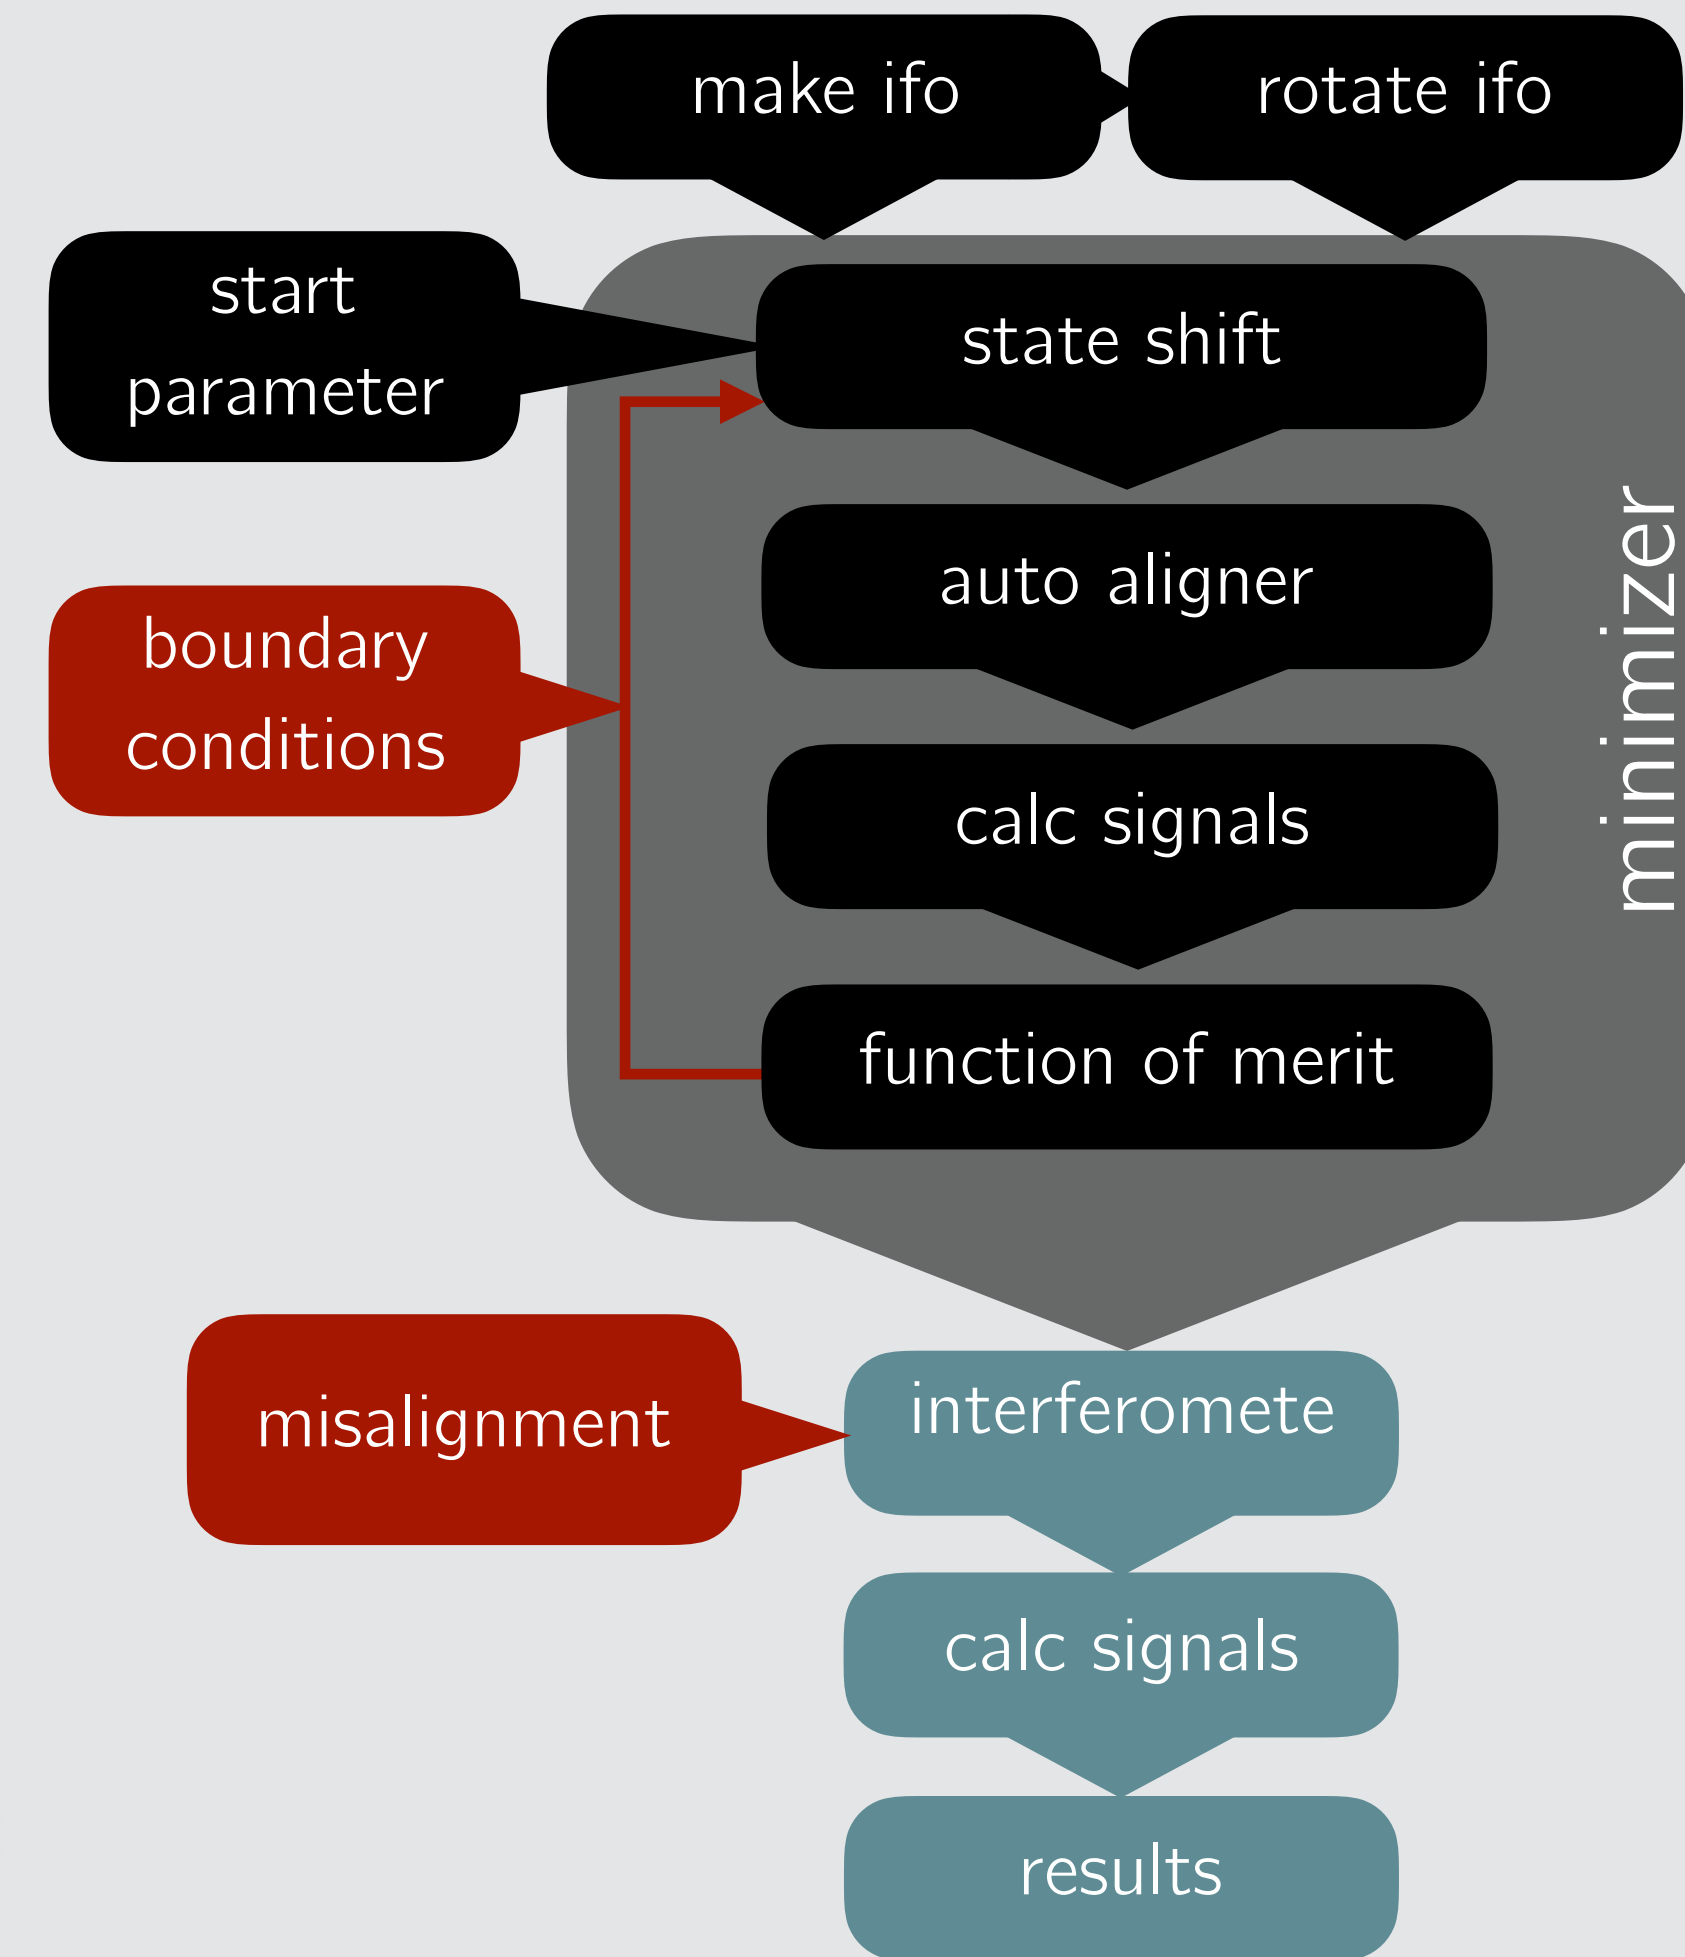 make ifo
rotate ifo
start
parameter
state shift
auto aligner
boundary
conditions
calc signals
minimizer
function of merit
misalignment
interferomete
calc signals
results